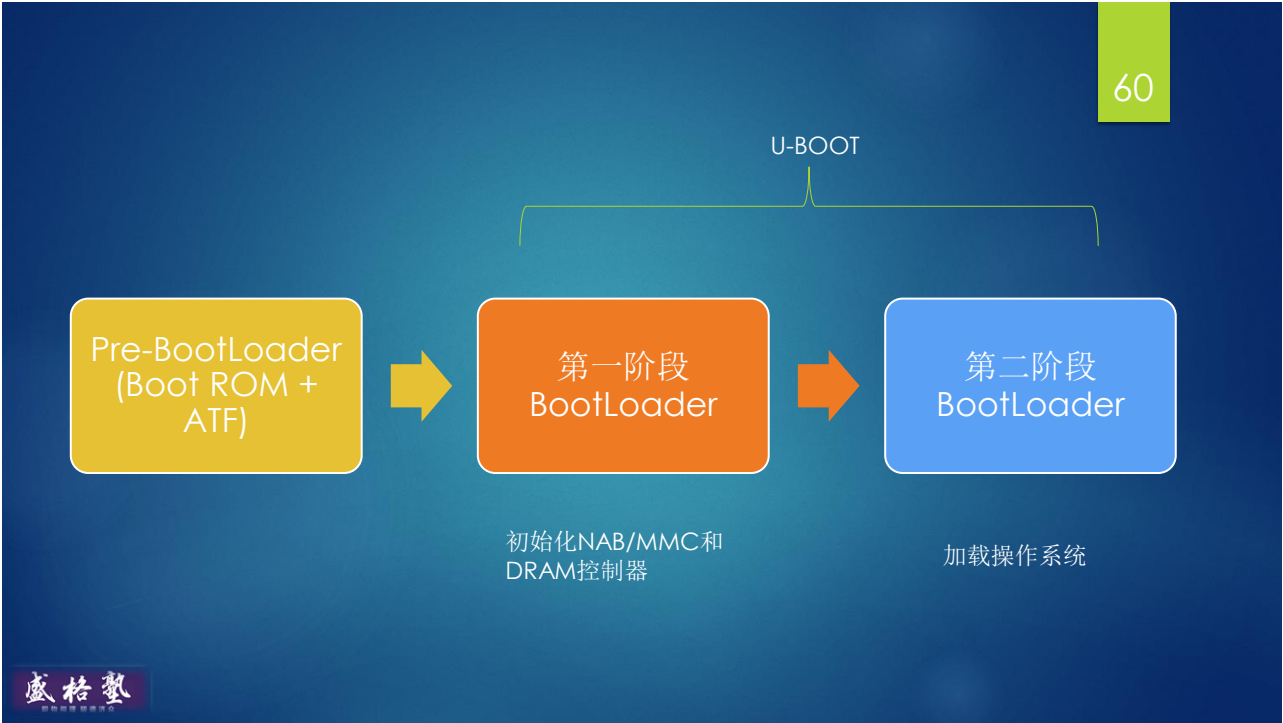 60
U-BOOT
Pre-BootLoader
(Boot ROM +
ATF)
第一阶段
BootLoader
第二阶段
BootLoader
初始化NAB/MMC和
DRAM控制器
加载操作系统
盛格塾